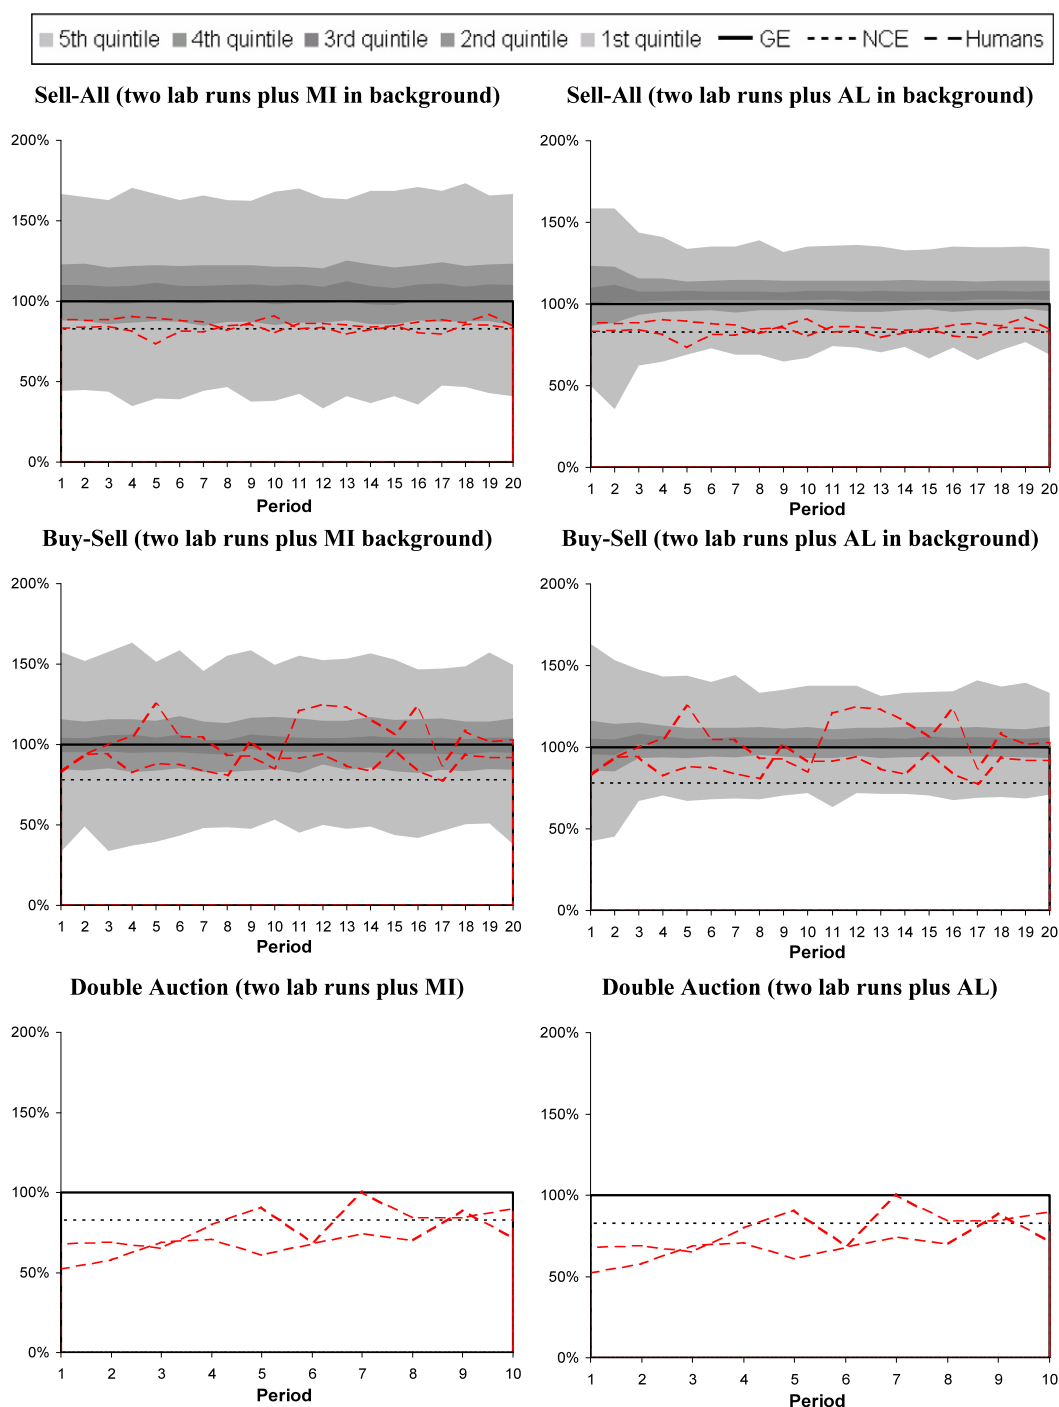 5th quintile 4th quintile 3rd quintile 2nd quintile 1st quintile GE NCE Humans
Sell-All (two lab runs plus MI in background)
200%
150%
100%
50%
0%
1 2 3 4 5 6 7 8 9 10 11 12 13 14 15 16 17 18 19 20
Period
Sell-All (two lab runs plus AL in background)
200%
150%
100%
50%
0%
1 2 3 4 5 6 7 8 9 10 11 12 13 14 15 16 17 18 19 20
Period
Buy-Sell (two lab runs plus MI background)
200%
150%
100%
50%
0%
1 2 3 4 5 6 7 8 9 10 11 12 13 14 15 16 17 18 19 20
Period
Buy-Sell (two lab runs plus AL in background)
200%
150%
100%
50%
0%
1 2 3 4 5 6 7 8 9 10 11 12 13 14 15 16 17 18 19 20
Period
Double Auction (two lab runs plus MI)
200%
150%
100%
50%
0%
1 2 3 4 5 6 7 8 9 10
Period
Double Auction (two lab runs plus AL)
200%
150%
100%
50%
0%
1 2 3 4 5 6 7 8 9 10
Period